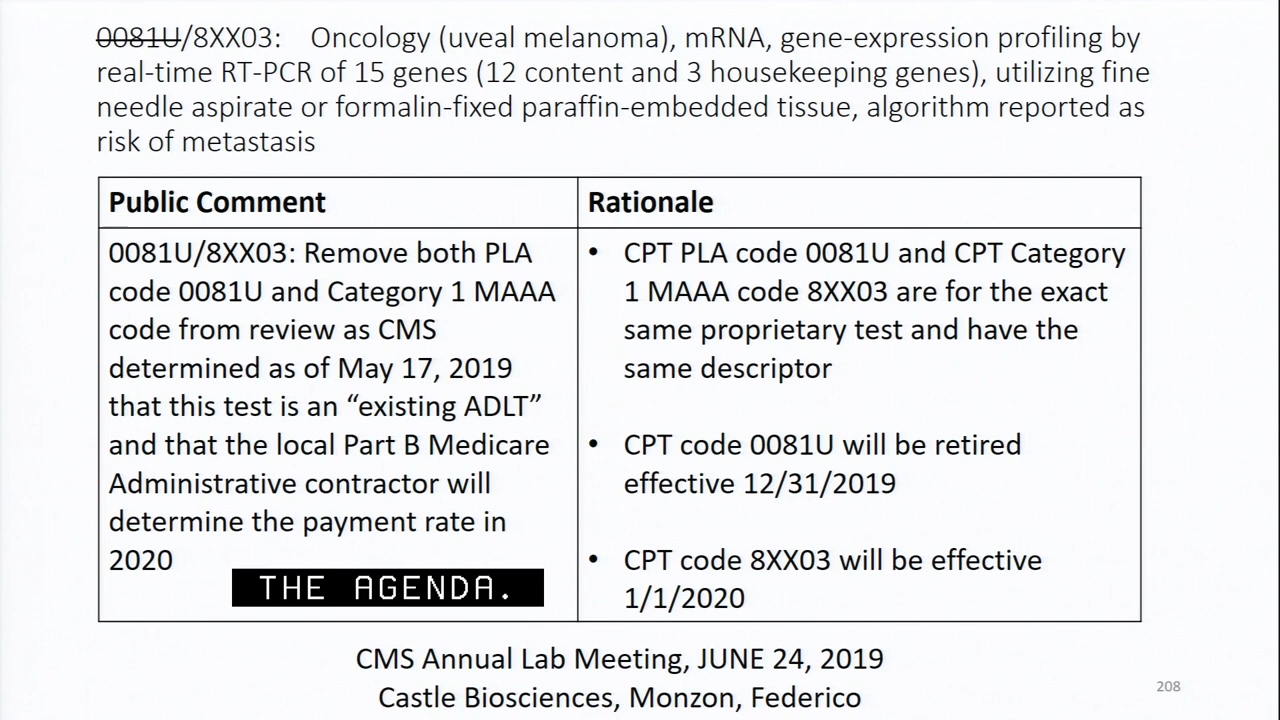 0081U/8XX03: Oncology (uveal melanoma), mRNA, gene-expression profiling by
real-time RT-PCR of 15 genes (12 content and 3 housekeeping genes), utilizing fine
needle aspirate or formalin-fixed paraffin-embedded tissue, algorithm reported as
risk of metastasis
Public Comment
0081U/8XX03: Remove both PLA
code 0081U and Category 1 MAAA
code from review as CMS
determined as of May 17, 2019
that this test is an “existing ADLT”
and that the local Part B Medicare
Administrative contractor will
determine the payment rate in
2020
THE AGENDA.
Rationale
• CPT PLA code 0081U and CPT Category
1 MAAA code 8XX03 are for the exact
same proprietary test and have the
same descriptor
• CPT code 0081U will be retired
effective 12/31/2019
• CPT code 8XX03 will be effective
1/1/2020
CMS Annual Lab Meeting, JUNE 24, 2019
Castle Biosciences, Monzon, Federico
208